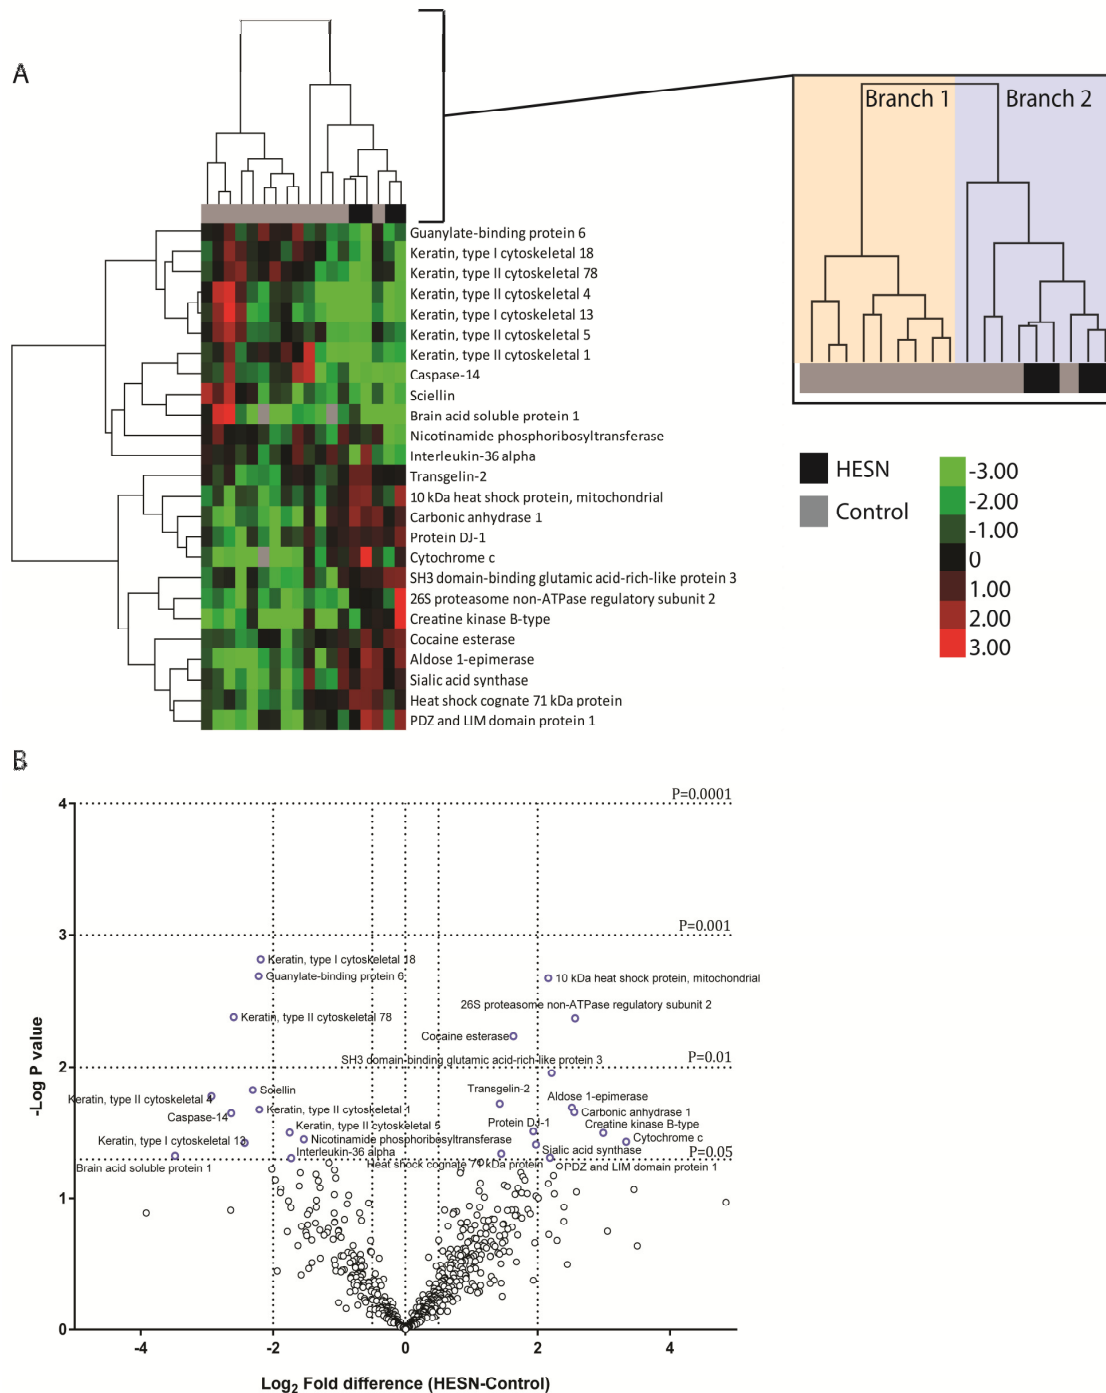 A
Branch 1
Branch 2
Guanylate-binding protein 6
Keratin, type I cytoskeletal 18
Keratin, type II cytoskeletal 78
Keratin, type II cytoskeletal 4
Keratin, type I cytoskeletal 13
Keratin, type II cytoskeletal 5
Keratin, type II cytoskeletal 1
Caspase-14
Sciellin
Brain acid soluble protein 1
Nicotinamide phosphoribosyltransferase
Interleukin-36 alpha
Transgelin-2
10 kDa heat shock protein, mitochondrial
Carbonic anhydrase 1
Protein DJ-1
Cytochrome c
SH3 domain-binding glutamic acid-rich-like protein 3
26S proteasome non-ATPase regulatory subunit 2
Creatine kinase B-type
Cocaine esterase
Aldose 1-epimerase
Sialic acid synthase
Heat shock cognate 71 kDa protein
PDZ and LIM domain protein 1
HESN
Control
-3.00
-2.00
-1.00
0
1.00
2.00
3.00
B
P=0.0001
4
P=0.001
3
Keratin, type I cytoskeletal 18
Guanylate-binding protein 6
10 kDa heat shock protein, mitochondrial
26S proteasome non-ATPase regulatory subunit 2
Keratin, type II cytoskeletal 78
Cocaine esterase
SH3 domain-binding glutamic acid-rich-like protein 3
P=0.01
2
Sciellin
Keratin, type II cytoskeletal 4
Transgelin-2
Aldose 1-epimerase
Keratin, type II cytoskeletal 1
Caspase-14
Carbonic anhydrase 1
Keratin, type II cytoskeletal 5
Protein DJ-1
Creatine kinase B-type
Keratin, type I cytoskeletal 13
Nicotinamide phosphoribosyltransferase
Cytochrome c
Interleukin-36 alpha
Sialic acid synthase
P=0.05
Brain acid soluble protein 1
Heat shock cognate 71 kDa protein
PDZ and LIM domain protein 1
1
0
-Log P value
-4
-2
0
2
4
Log2 Fold difference (HESN-Control)